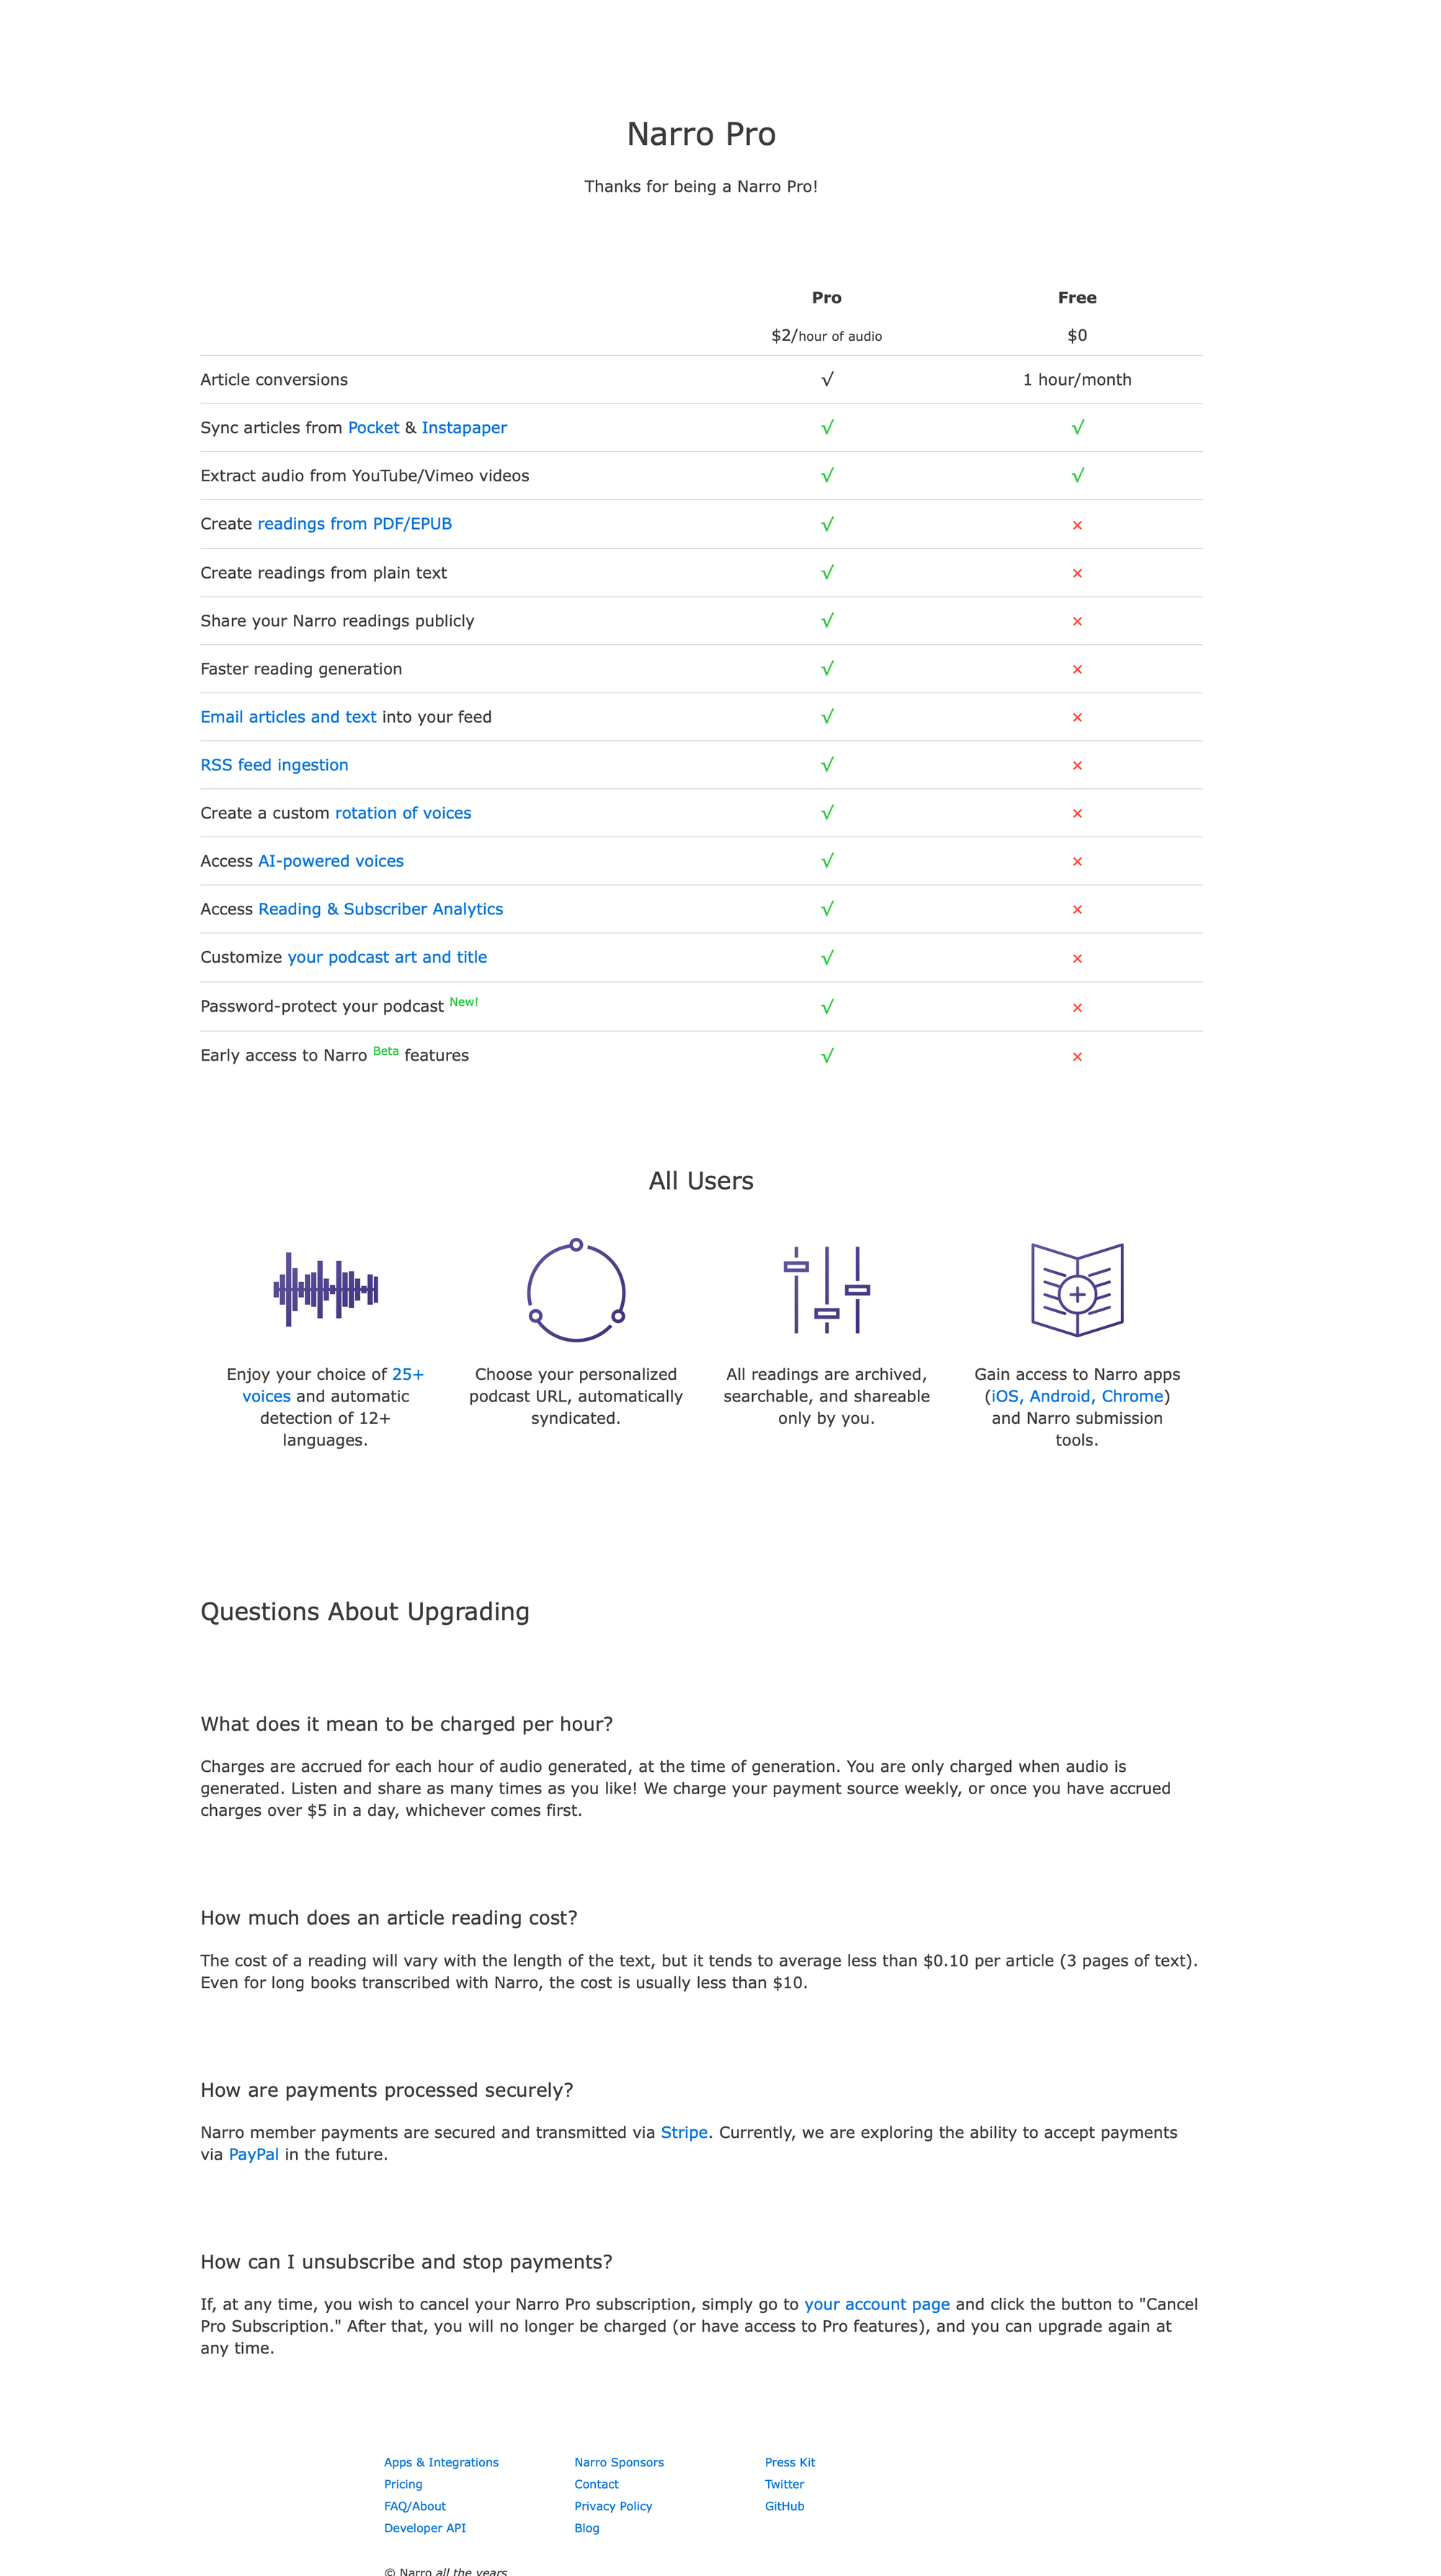 Narro Pro
Thanks for being a Narro Pro!
Pro Free
$2/hour of audio $0
Article conversions √ 1 hour/month
Sync articles from Pocket & Instapaper √ √
Extract audio from YouTube/Vimeo videos √ √
Create readings from PDF/EPUB √ ×
Create readings from plain text √ ×
Share your Narro readings publicly √ ×
Faster reading generation √ ×
Email articles and text into your feed √ ×
RSS feed ingestion √ ×
Create a custom rotation of voices √ ×
Access AI-powered voices √ ×
Access Reading & Subscriber Analytics √ ×
Customize your podcast art and title √ ×
Password-protect your podcast New! √ ×
Early access to Narro Beta features √ ×
All Users
Enjoy your choice of 25+
voices and automatic
detection of 12+
languages.
Choose your personalized
podcast URL, automatically
syndicated.
All readings are archived,
searchable, and shareable
only by you.
Gain access to Narro apps
(iOS, Android, Chrome)
and Narro submission
tools.
Questions About Upgrading
What does it mean to be charged per hour?
Charges are accrued for each hour of audio generated, at the time of generation. You are only charged when audio is
generated. Listen and share as many times as you like! We charge your payment source weekly, or once you have accrued
charges over $5 in a day, whichever comes first.
How much does an article reading cost?
The cost of a reading will vary with the length of the text, but it tends to average less than $0.10 per article (3 pages of text).
Even for long books transcribed with Narro, the cost is usually less than $10.
How are payments processed securely?
Narro member payments are secured and transmitted via Stripe. Currently, we are exploring the ability to accept payments
via PayPal in the future.
How can I unsubscribe and stop payments?
If, at any time, you wish to cancel your Narro Pro subscription, simply go to your account page and click the button to "Cancel
Pro Subscription." After that, you will no longer be charged (or have access to Pro features), and you can upgrade again at
any time.
Apps & Integrations
Pricing
FAQ/About
Developer API
Narro Sponsors
Contact
Privacy Policy
Blog
Press Kit
Twitter
GitHub
© Narro all the years